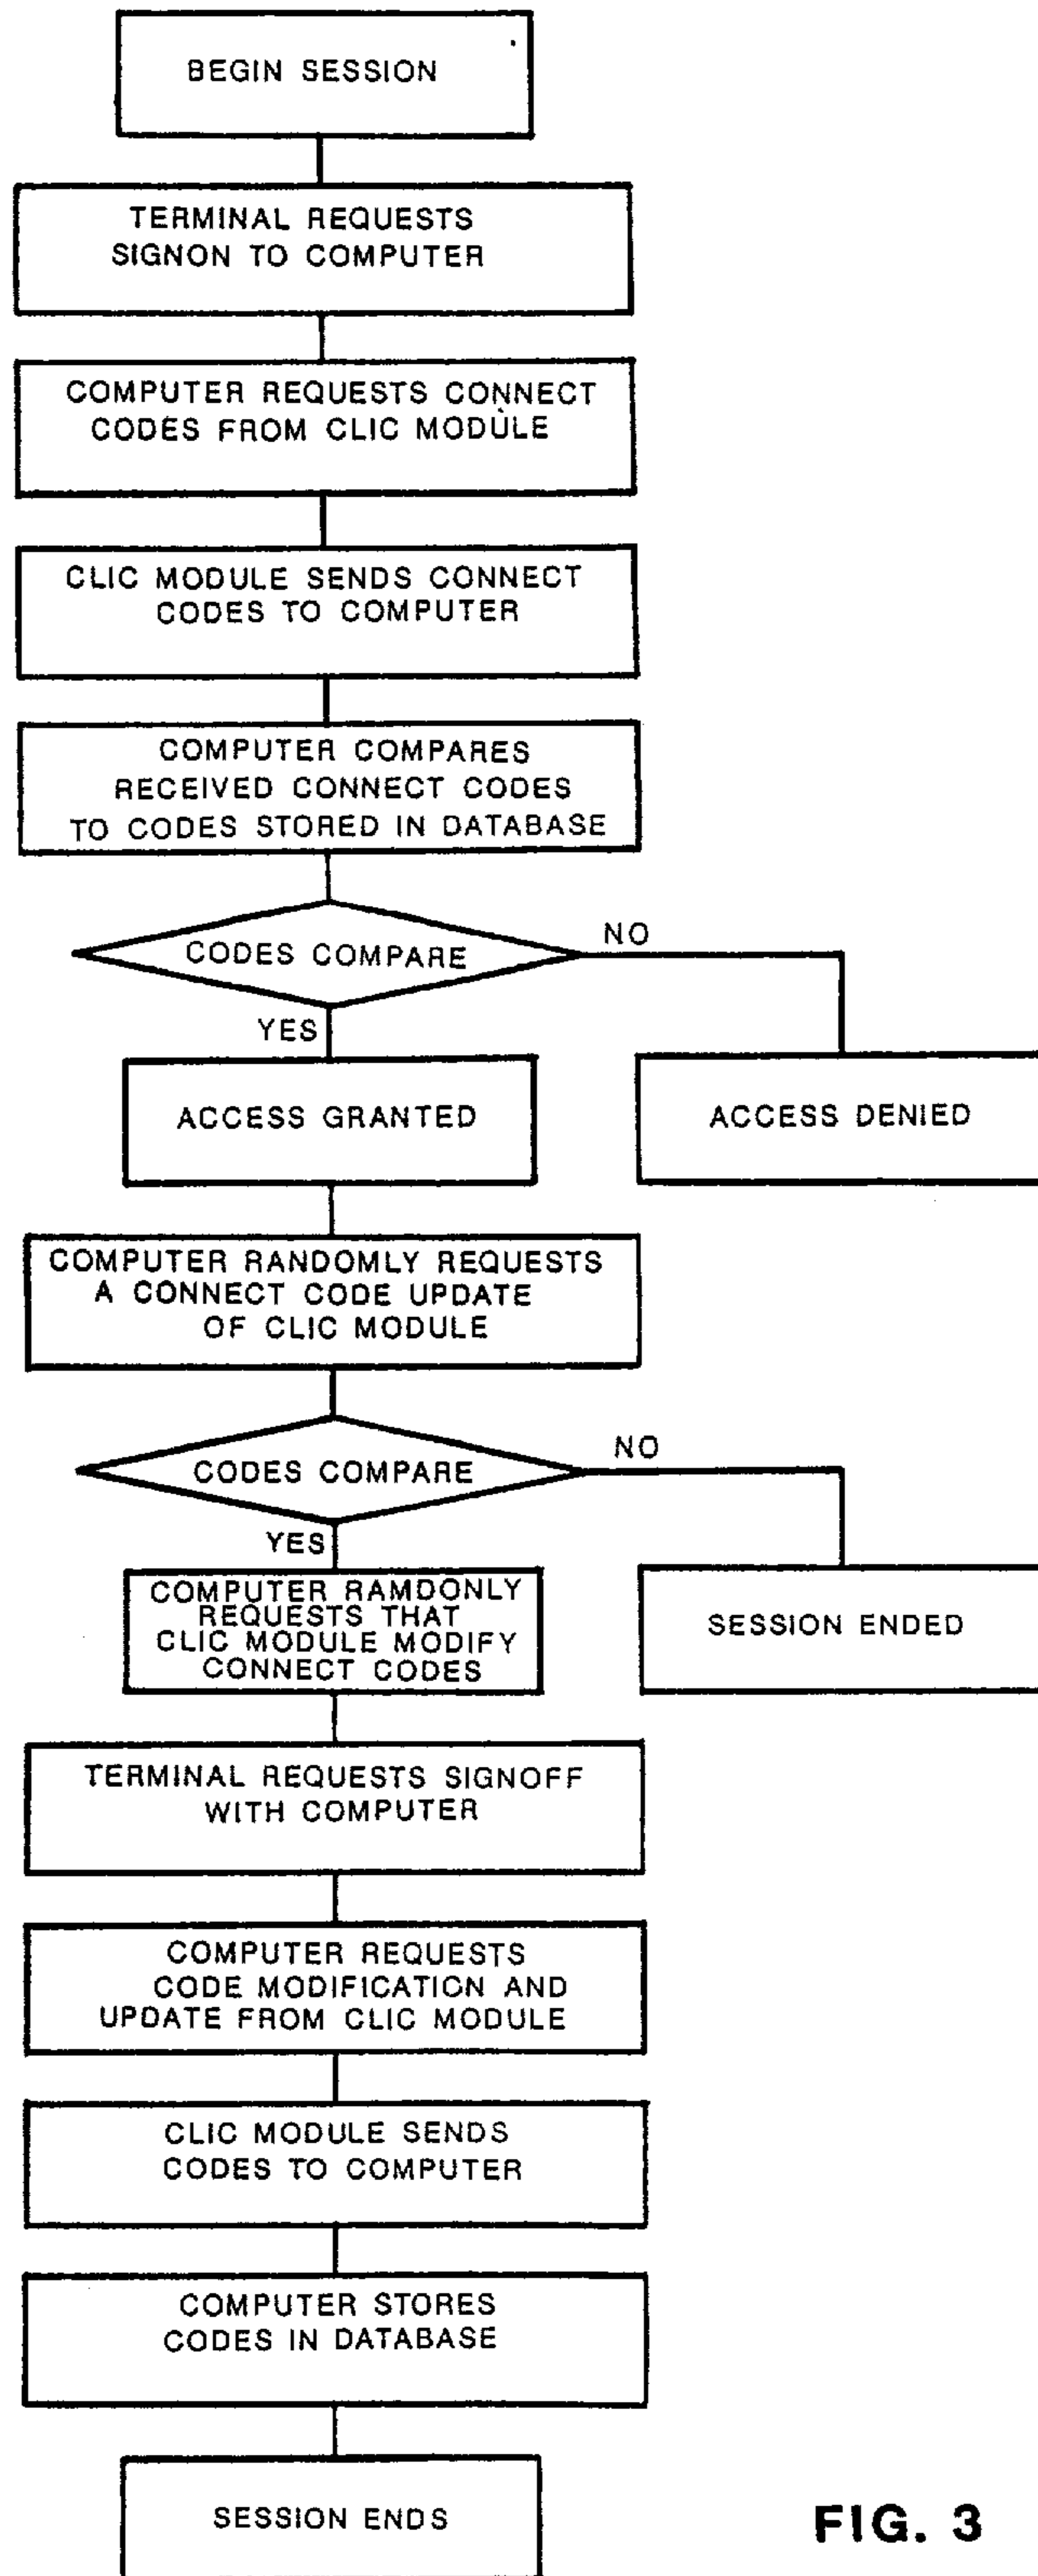 BEGIN SESSION
TERMINAL REQUESTS
SIGNON TO COMPUTER
COMPUTER REQUESTS CONNECT
CODES FROM CLIC MODULE
CLIC MODULE SENDS CONNECT
CODES TO COMPUTER
COMPUTER COMPARES
RECEIVED CONNECT CODES
TO CODES STORED IN DATABASE
CODES COMPARE
NO
YES
ACCESS GRANTED
ACCESS DENIED
COMPUTER RANDOMLY REQUESTS
A CONNECT CODE UPDATE
OF CLIC MODULE
CODES COMPARE
NO
YES
COMPUTER RAMDONLY
REQUESTS THAT
CLIC MODULE MODIFY
CONNECT CODES
SESSION ENDED
TERMINAL REQUESTS SIGNOFF
WITH COMPUTER
COMPUTER REQUESTS
CODE MODIFICATION AND
UPDATE FROM CLIC MODULE
CLIC MODULE SENDS
CODES TO COMPUTER
COMPUTER STORES
CODES IN DATABASE
SESSION ENDS
FIG. 3